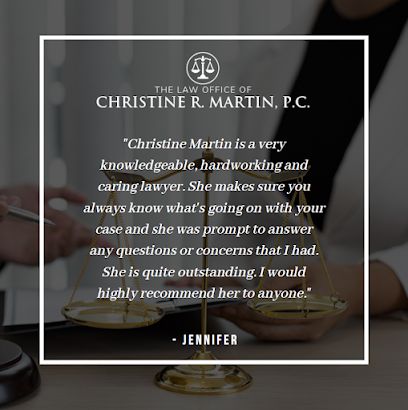 THE LAW OFFICE OF
CHRISTINE R. MARTIN, P.C.
"Christine Martin is a very
knowledgeable, hardworking and
caring lawyer. She makes sure you
always know what's going on with your
case and she was prompt to answer
any questions or concerns that I had.
She is quite outstanding. I would
highly recommend her to anyone."
- JENNIFER